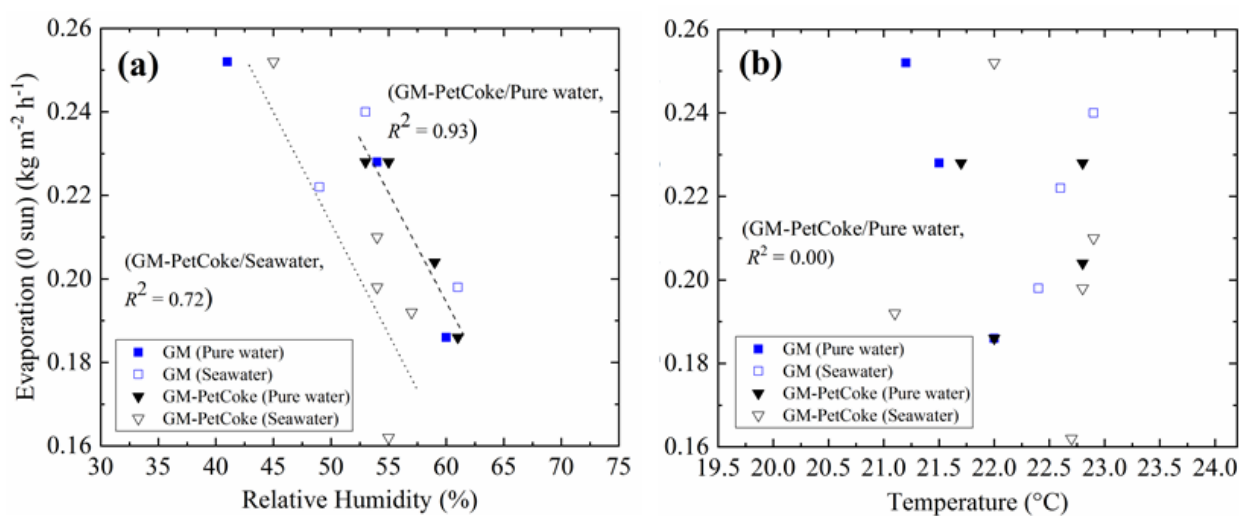 Evaporation (0 sun) (kg m⁻² h⁻¹)
0.26
0.24
0.22
0.20
0.18
0.16
(a)
(GM-PetCoke/Pure water,
R² = 0.93)
(GM-PetCoke/Seawater,
R² = 0.72)
GM (Pure water)
GM (Seawater)
GM-PetCoke (Pure water)
GM-PetCoke (Seawater)
30 35 40 45 50 55 60 65 70 75
Relative Humidity (%)
0.26
0.24
0.22
0.20
0.18
0.16
(b)
(GM-PetCoke/Pure water,
R² = 0.00)
GM (Pure water)
GM (Seawater)
GM-PetCoke (Pure water)
GM-PetCoke (Seawater)
19.5 20.0 20.5 21.0 21.5 22.0 22.5 23.0 23.5 24.0
Temperature (°C)